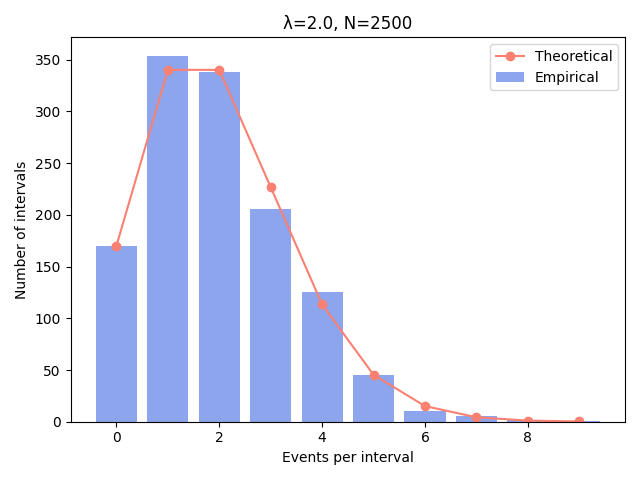 λ=2.0, N=2500
Theoretical
Empirical
350
300
250
200
150
100
50
0
Number of intervals
0 2 4 6 8
Events per interval